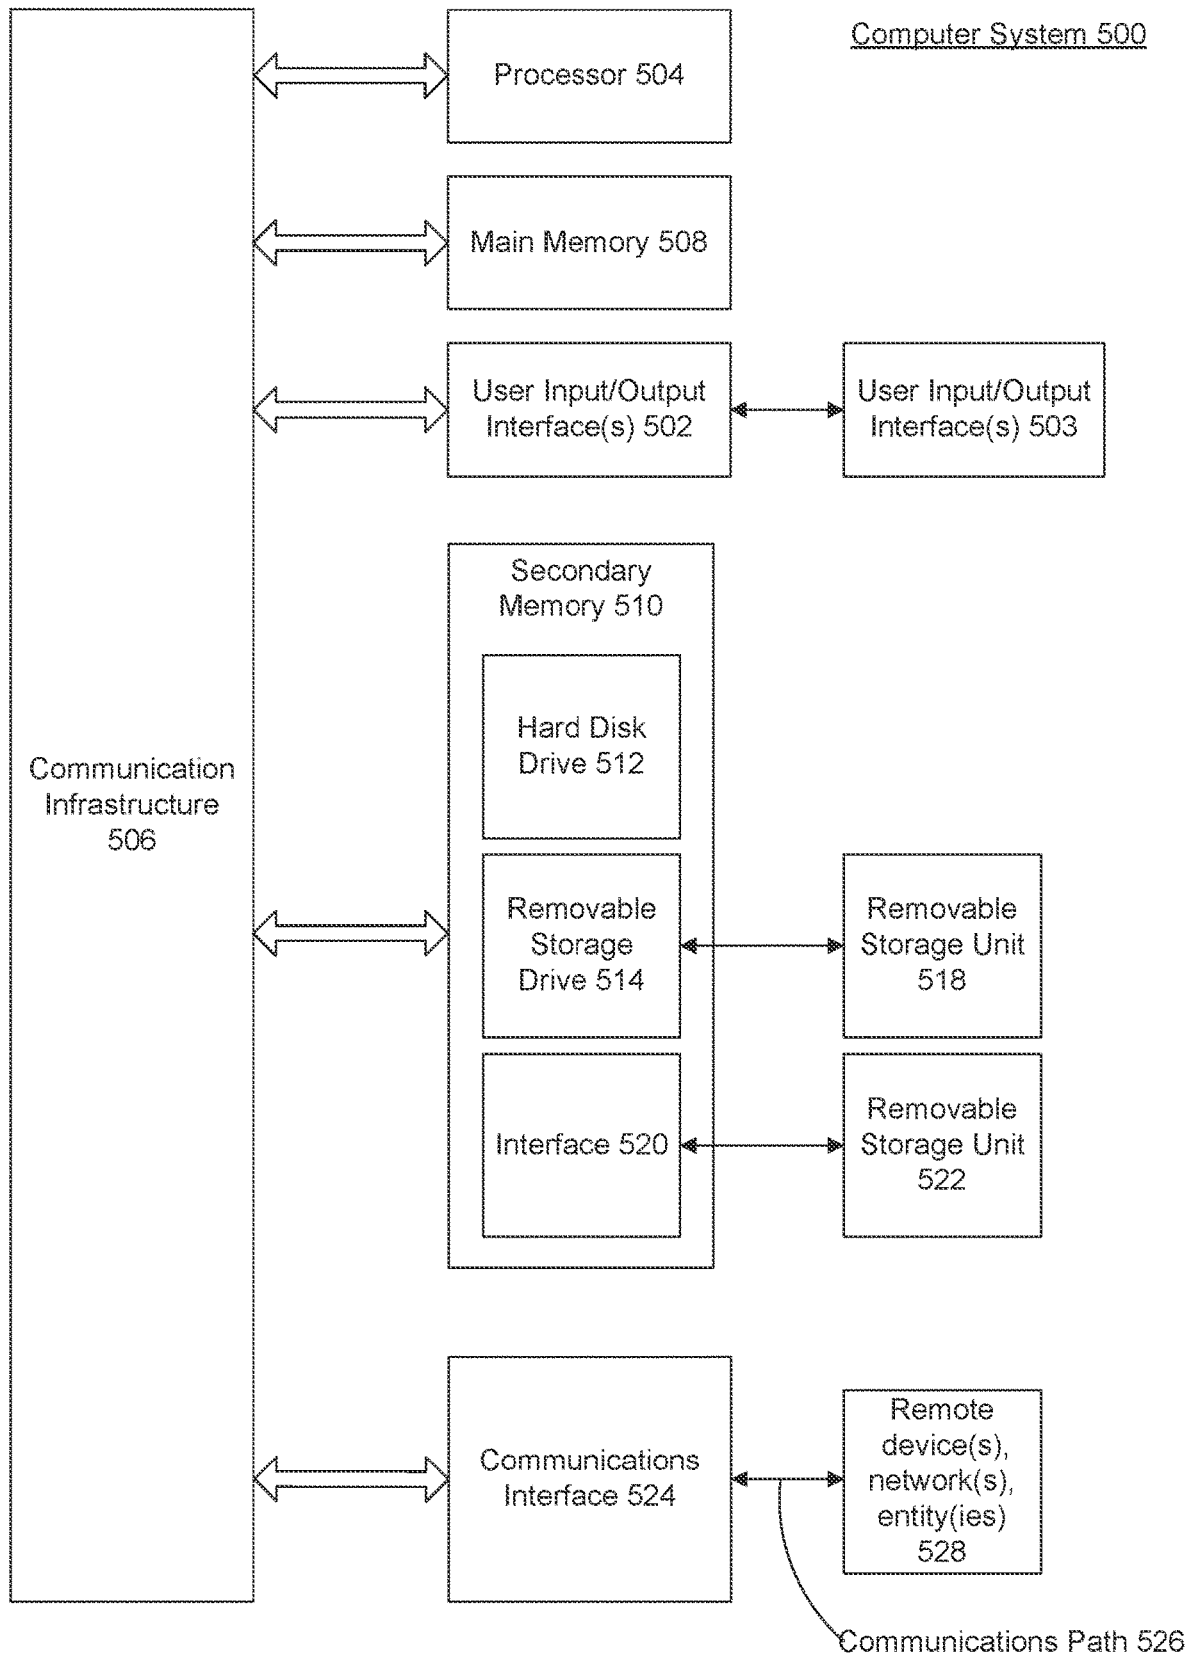 Computer System 500
Processor 504
Main Memory 508
User Input/Output
Interface(s) 502
User Input/Output
Interface(s) 503
Secondary
Memory 510
Hard Disk
Drive 512
Communication
Infrastructure
506
Removable
Storage
Drive 514
Removable
Storage Unit
518
Interface 520
Removable
Storage Unit
522
Communications
Interface 524
Remote
device(s),
network(s),
entity(ies)
528
Communications Path 526